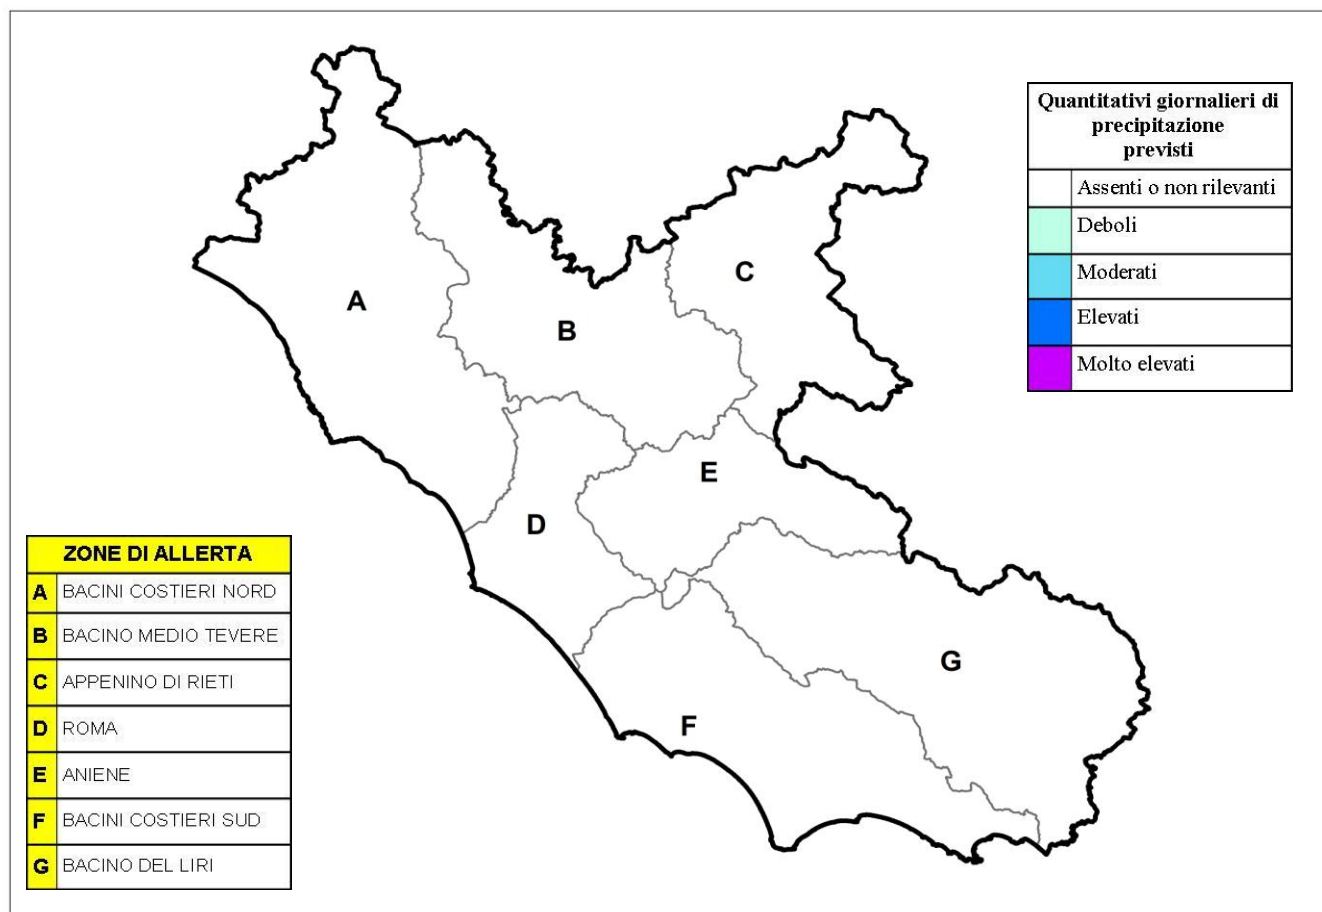 Quantitativi giornalieri di
precipitazione
previsti
Assenti o non rilevanti
Deboli
Moderati
Elevati
Molto elevati
A
B
C
D
E
F
G
ZONE DI ALLERTA
A BACINI COSTIERI NORD
B BACINO MEDIO TEVERE
C APPENINO DI RIETI
D ROMA
E ANIENE
F BACINI COSTIERI SUD
G BACINO DEL LIRI